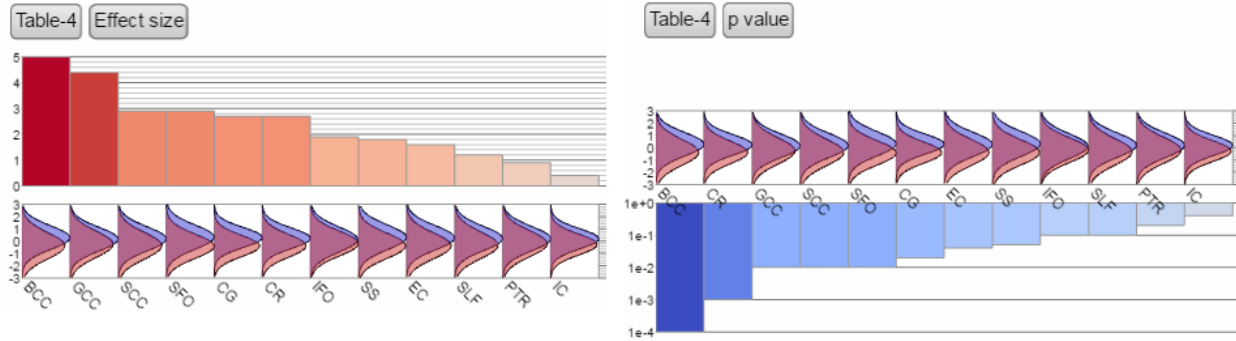 Table-4 Effect size
5
4
3
2
1
0
3
2
1
0
-1
-2
-3
BCC GCC SCC SFO CG CR IFO SS EC SLF PTR IC
Table-4 p value
3
2
1
0
-1
-2
-3
BCC CR GCC SCC SFO CG EC SS IFO SLF PTR IC
1e+0
1e-1
1e-2
1e-3
1e-4